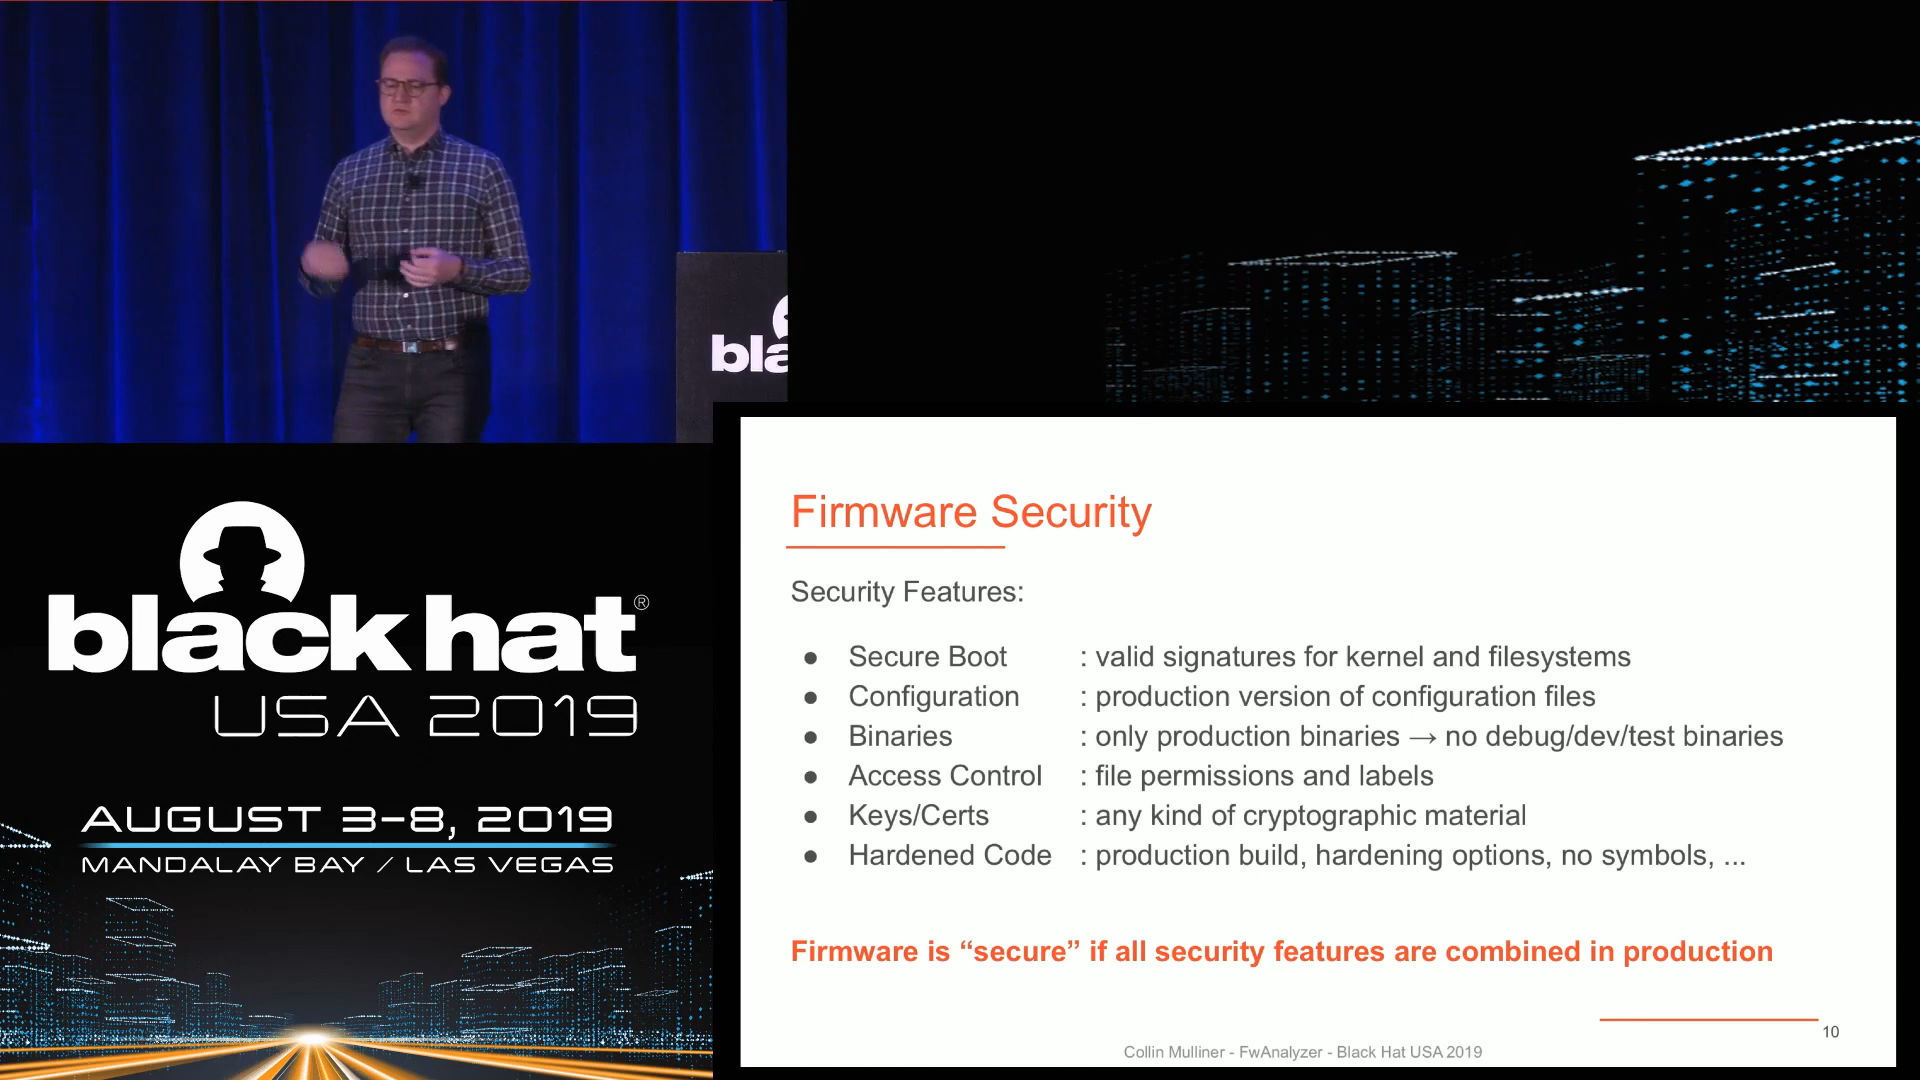 bla
black hat®
USA 2019
AUGUST 3-8, 2019
MANDALAY BAY / LAS VEGAS
Firmware Security
Security Features:
● Secure Boot : valid signatures for kernel and filesystems
● Configuration : production version of configuration files
● Binaries : only production binaries → no debug/dev/test binaries
● Access Control : file permissions and labels
● Keys/Certs : any kind of cryptographic material
● Hardened Code : production build, hardening options, no symbols, ...
Firmware is “secure” if all security features are combined in production
10
Collin Mulliner - FwAnalyzer - Black Hat USA 2019